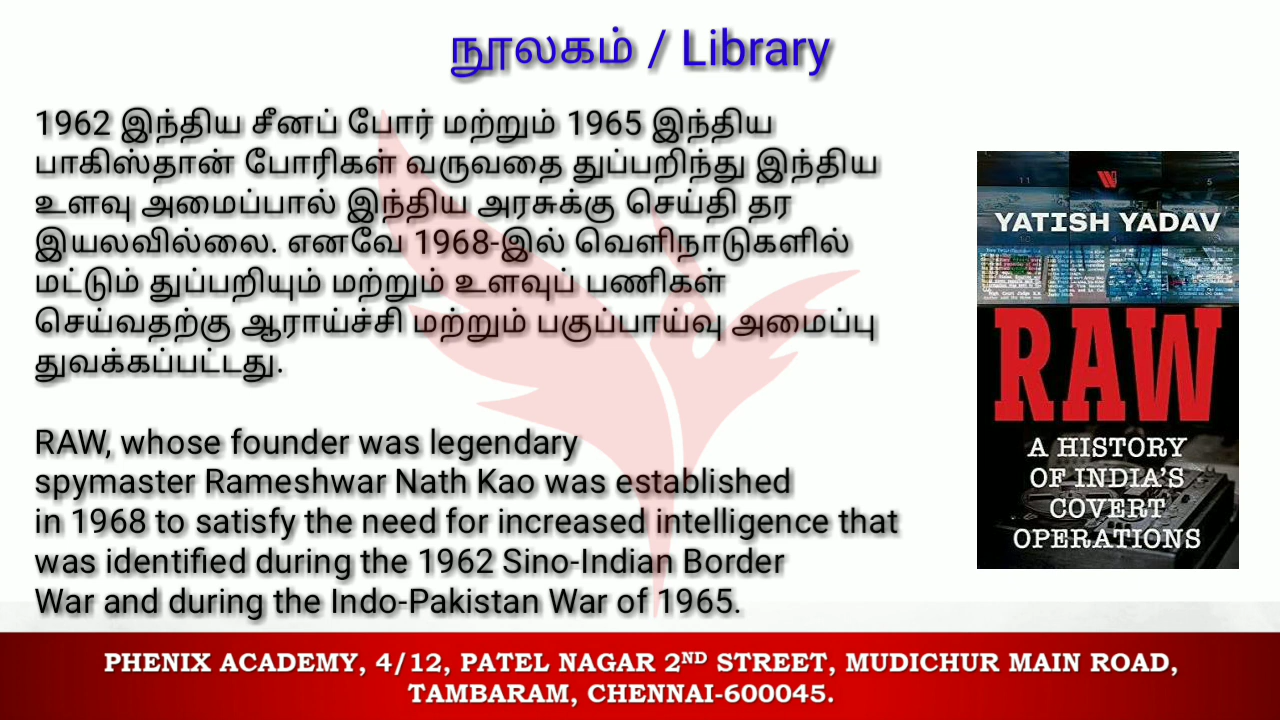 நூலகம் / Library
1962 இந்திய சீனப் போர் மற்றும் 1965 இந்திய
பாகிஸ்தான் போரிகள் வருவதை துப்பறிந்து இந்திய
உளவு அமைப்பால் இந்திய அரசுக்கு செய்தி தர
இயலவில்லை. எனவே 1968-இல் வெளிநாடுகளில்
மட்டும் துப்பறியும் மற்றும் உளவுப் பணிகள்
செய்வதற்கு ஆராய்ச்சி மற்றும் பகுப்பாய்வு அமைப்பு
துவக்கப்பட்டது.
RAW, whose founder was legendary
spymaster Rameshwar Nath Kao was established
in 1968 to satisfy the need for increased intelligence that
was identified during the 1962 Sino-Indian Border
War and during the Indo-Pakistan War of 1965.
YATISH YADAV
RAW
A HISTORY
OF INDIA'S
COVERT
OPERATIONS
PHENIX ACADEMY, 4/12, PATEL NAGAR 2ND STREET, MUDICHUR MAIN ROAD,
TAMBARAM, CHENNAI-600045.